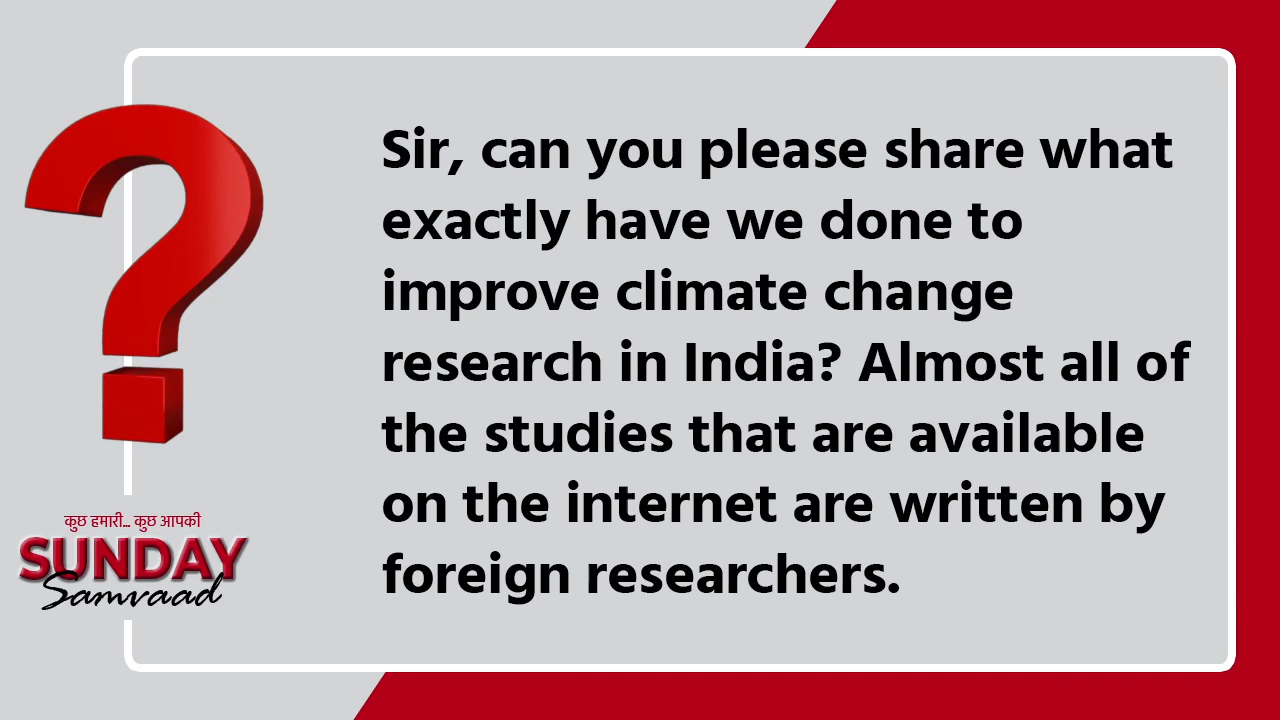 Sir, can you please share what
exactly have we done to
improve climate change
research in India? Almost all of
the studies that are available
on the internet are written by
foreign researchers.
कुछ हमारी... कुछ आपकी
SUNDAY
Samvaad